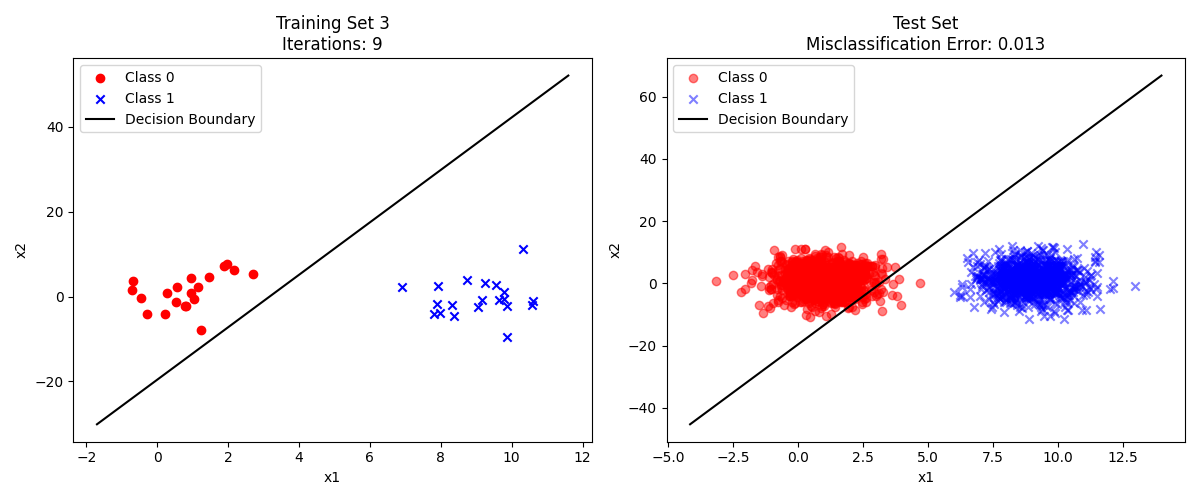 Training Set 3
Iterations: 9
Class 0
Class 1
Decision Boundary
x2
40
20
0
−20
−2
0
2
4
6
8
10
12
x1
Test Set
Misclassification Error: 0.013
Class 0
Class 1
Decision Boundary
x2
60
40
20
0
−20
−40
−5.0
−2.5
0.0
2.5
5.0
7.5
10.0
12.5
x1